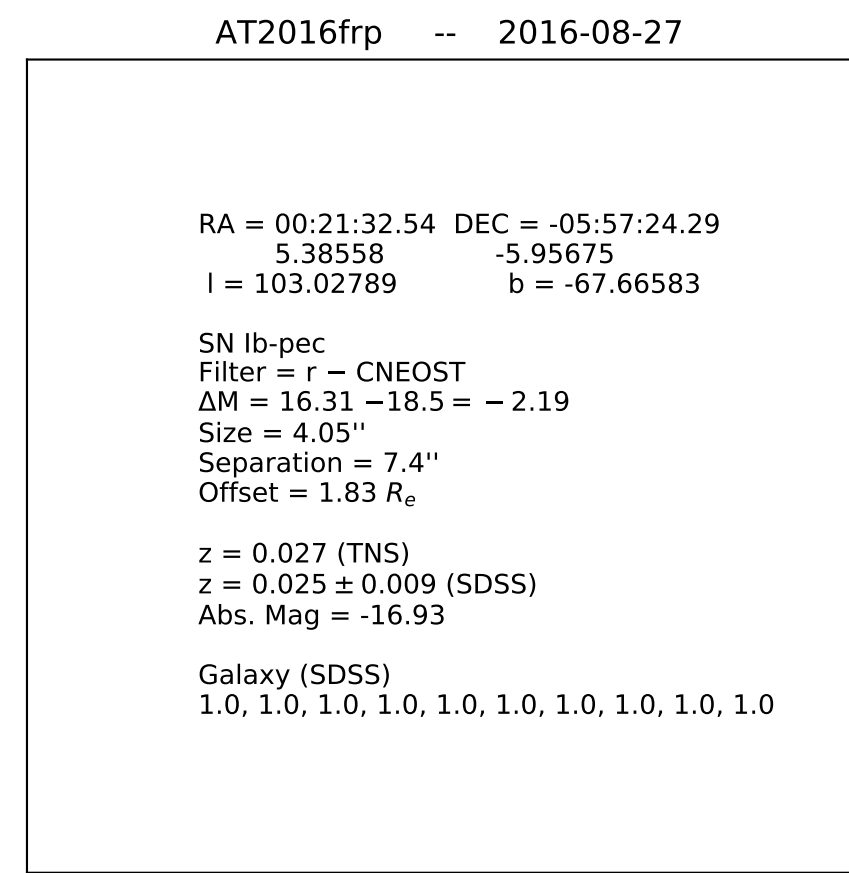 AT2016frp -- 2016-08-27
RA = 00:21:32.54 DEC = -05:57:24.29
5.38558 -5.95675
l = 103.02789 b = -67.66583
SN Ib-pec
Filter = r − CNEOST
ΔM = 16.31 −18.5 = − 2.19
Size = 4.05''
Separation = 7.4''
Offset = 1.83 Re
z = 0.027 (TNS)
z = 0.025 ± 0.009 (SDSS)
Abs. Mag = -16.93
Galaxy (SDSS)
1.0, 1.0, 1.0, 1.0, 1.0, 1.0, 1.0, 1.0, 1.0, 1.0